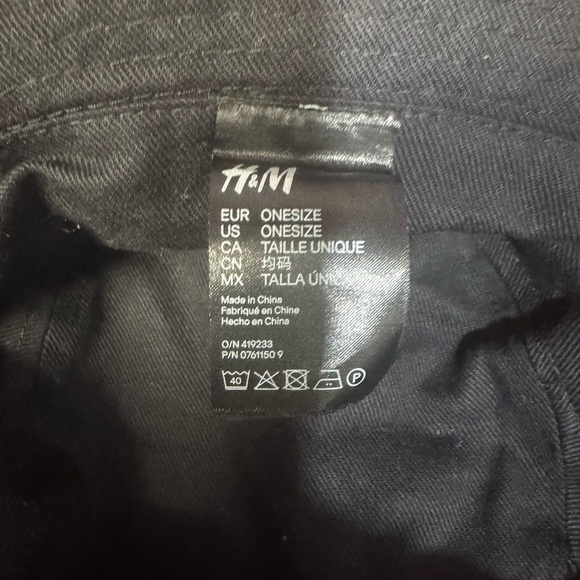 H&M
EUR ONESIZE
US ONESIZE
CA TAILLE UNIQUE
CN 均码
MX TALLA ÚNICA
Made in China
Fabriqué en Chine
Hecho en China
O/N 419233
P/N 0761150 9
40 P